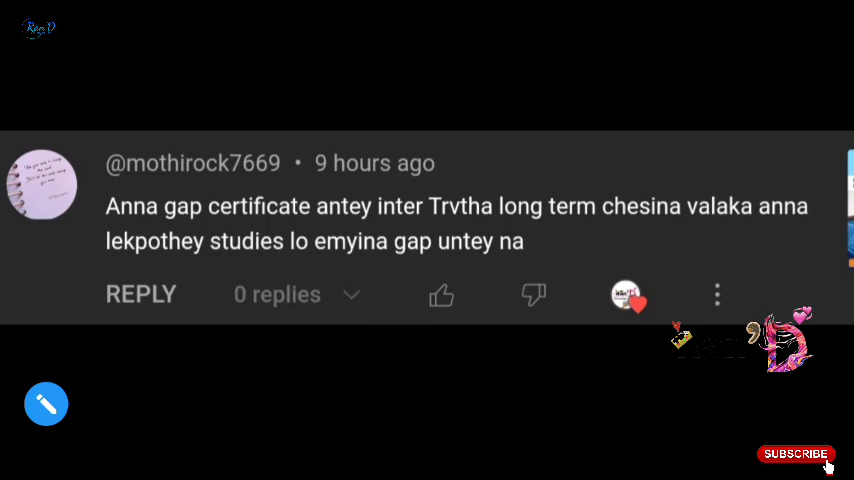 Ram'D
@mothirock7669 • 9 hours ago
Anna gap certificate antey inter Trvtha long term chesina valaka anna
lekpothey studies lo emyina gap untey na
REPLY 0 replies
SUBSCRIBE